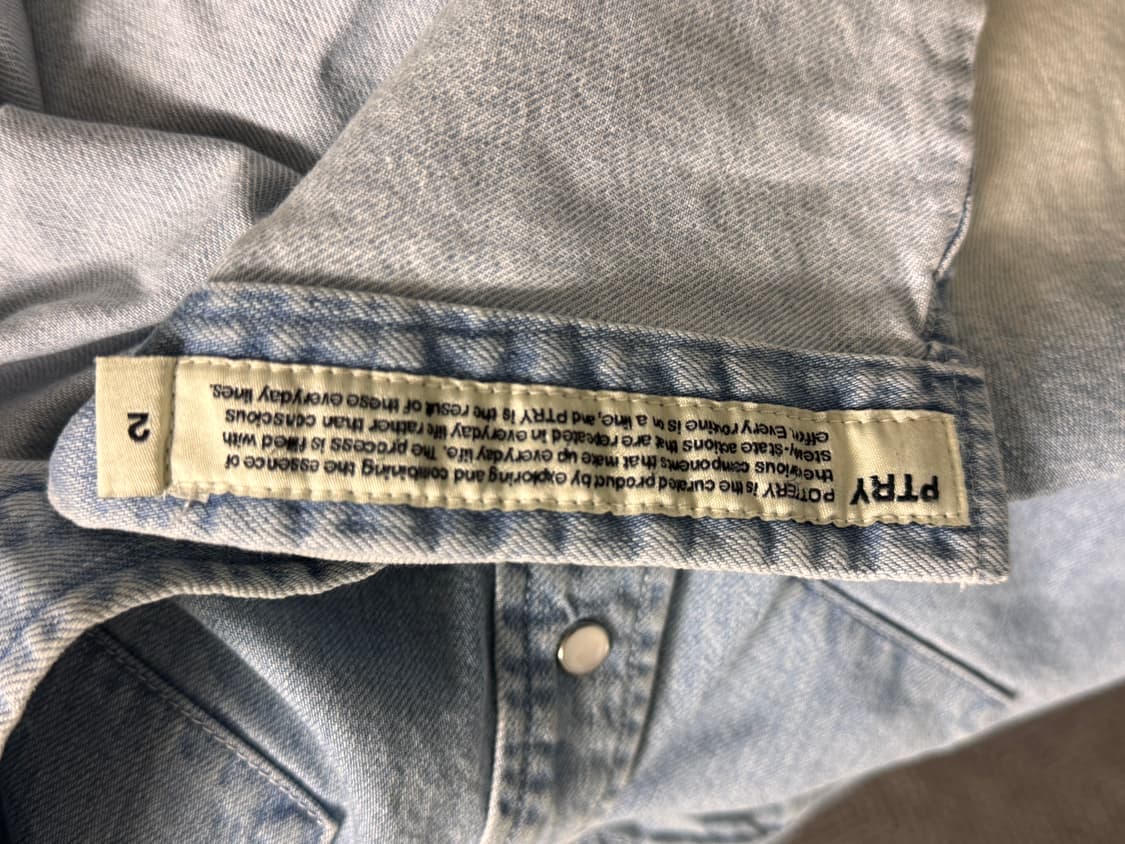 PTRY
POTTERY is the curated product by exploring and combining the essence of
the various components that make up everyday life. The process is filled with
steady-state actions that are repeated in everyday life rather than conscious
effort. Every routine is in a line, and PTRY is the result of these everyday lines.
2